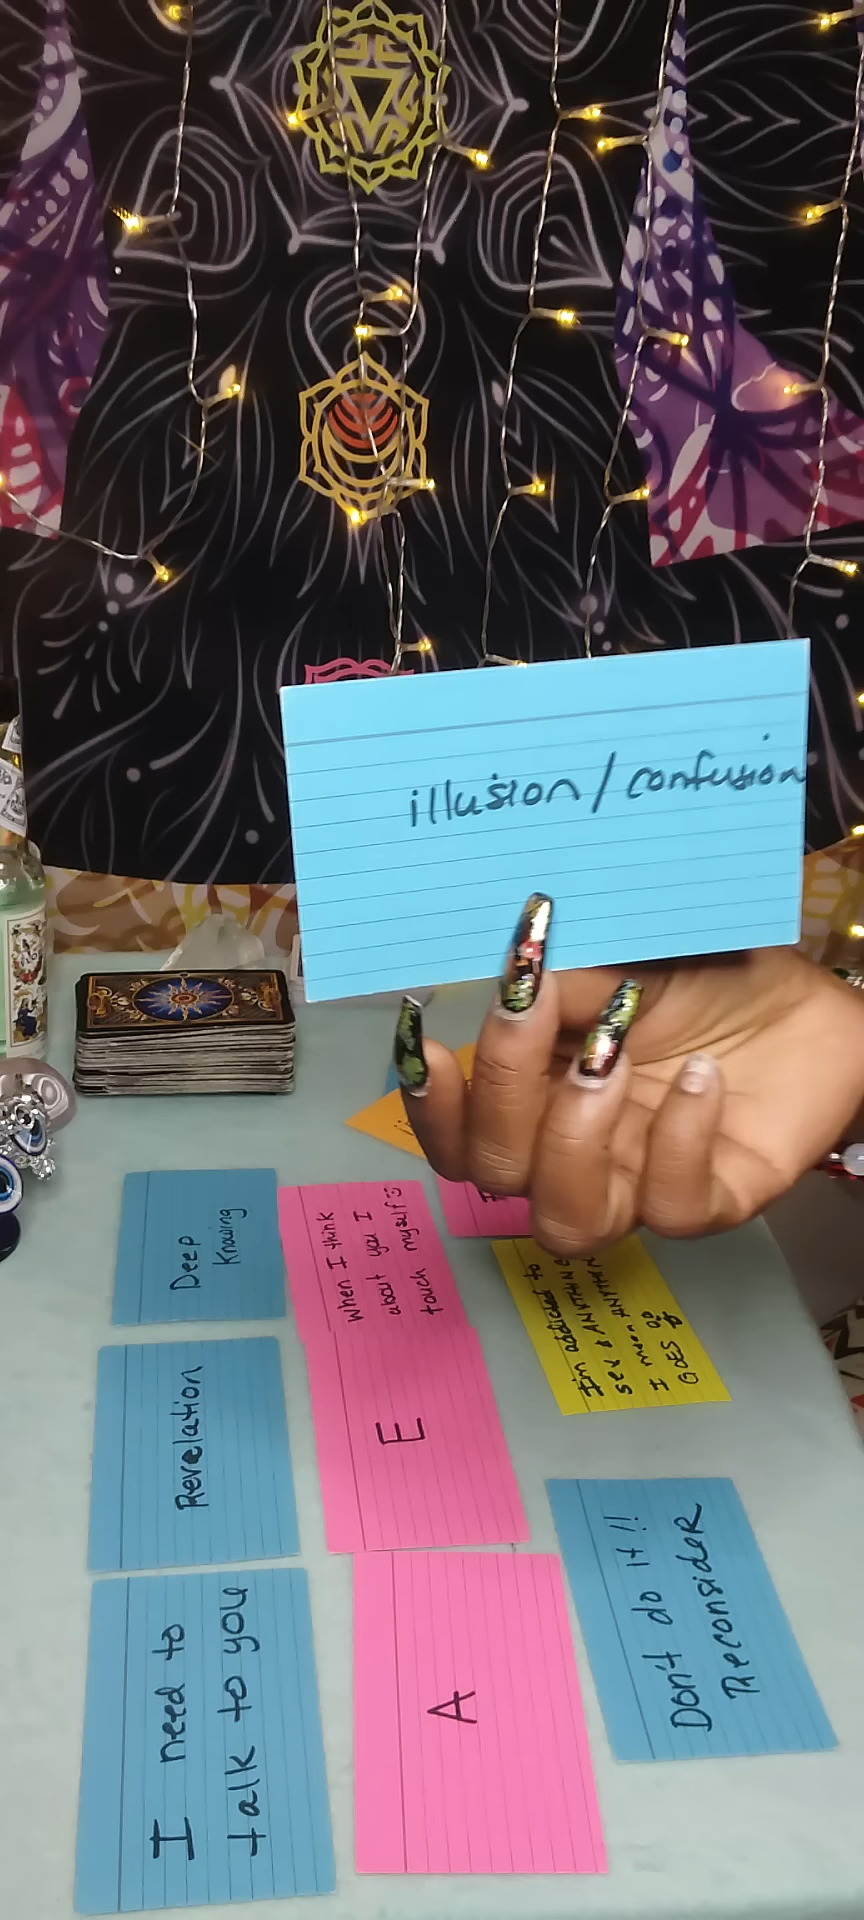 illusion/confusion
Deep
Knowing
When I think
about you I
touch myself
Revelation
E
I'm addicted to
sex & ANYTHING
I mean ANYTHIN
GOES
I need to
talk to you
A
Don't do it!!
Reconsider